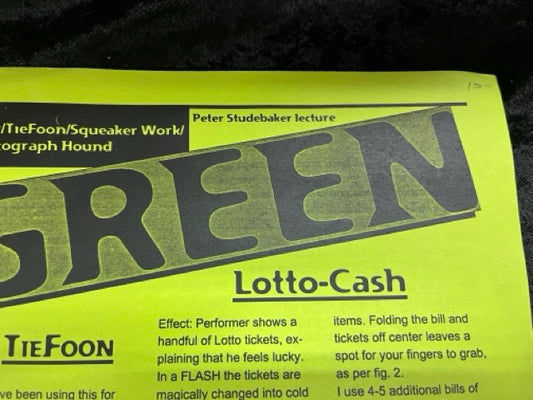 /TieFoon/Squeaker Work/
tograph Hound
Peter Studebaker lecture
GREEN
Lotto-Cash
TIEFOON
ve been using this for
Effect: Performer shows a
handful of Lotto tickets, ex-
plaining that he feels lucky.
In a FLASH the tickets are
magically changed into cold
items. Folding the bill and
tickets off center leaves a
spot for your fingers to grab,
as per fig. 2.
I use 4-5 additional bills of